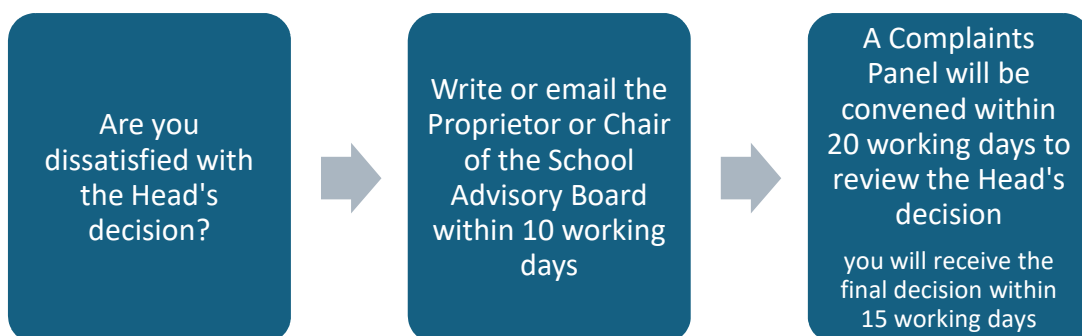 Are you
dissatisfied with
the Head's
decision?
Write or email the
Proprietor or Chair
of the School
Advisory Board
within 10 working
days
A Complaints
Panel will be
convened within
20 working days to
review the Head's
decision
you will receive the
final decision within
15 working days